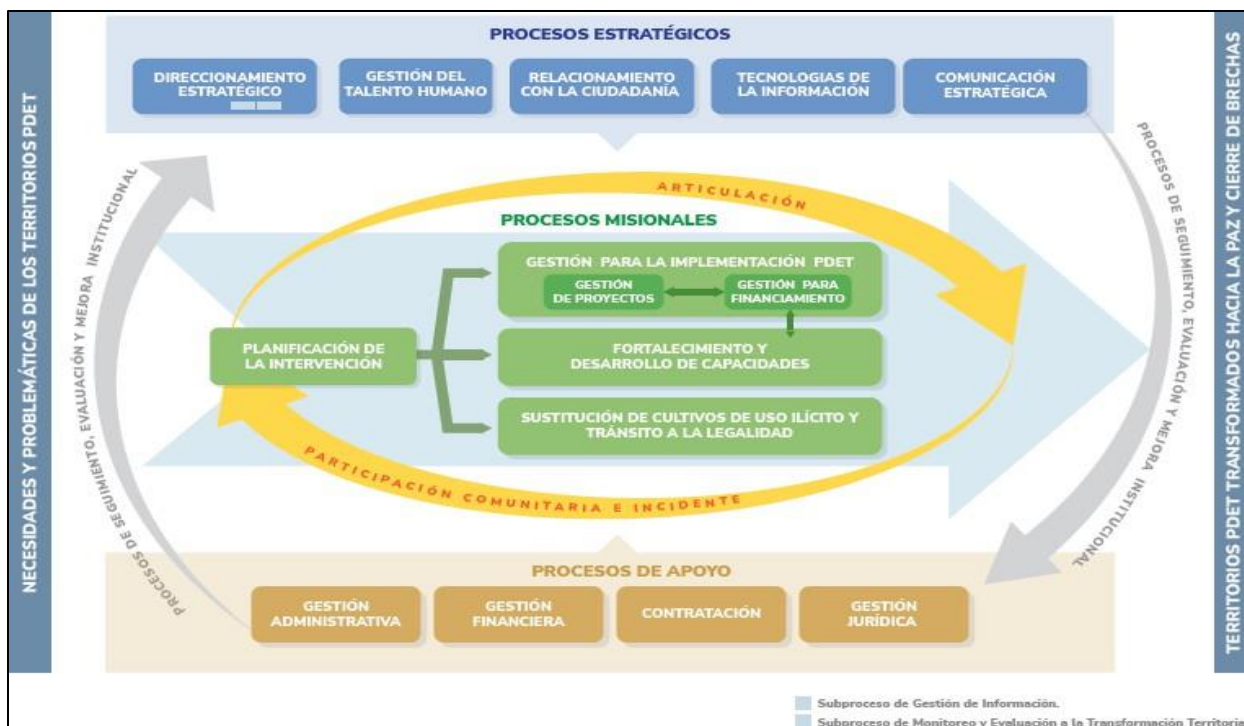 NECESIDADES Y PROBLEMÁTICAS DE LOS TERRITORIOS PDET
PROCESOS ESTRATÉGICOS
DIRECCIONAMIENTO
ESTRATÉGICO
GESTIÓN DEL
TALENTO HUMANO
RELACIONAMIENTO
CON LA CIUDADANÍA
TECNOLOGIAS DE
LA INFORMACIÓN
COMUNICACIÓN
ESTRATÉGICA
PROCESOS DE SEGUIMIENTO, EVALUACIÓN Y MEJORA INSTITUCIONAL
ARTICULACIÓN
PROCESOS MISIONALES
GESTIÓN PARA LA IMPLEMENTACIÓN PDET
GESTIÓN
DE PROYECTOS
GESTIÓN PARA
FINANCIAMIENTO
PLANIFICACIÓN DE
LA INTERVENCIÓN
FORTALECIMIENTO Y
DESARROLLO DE CAPACIDADES
SUSTITUCIÓN DE CULTIVOS DE USO ILÍCITO Y
TRÁNSITO A LA LEGALIDAD
PARTICIPACIÓN COMUNITARIA E INCIDENTE
PROCESOS DE SEGUIMIENTO, EVALUACIÓN Y MEJORA INSTITUCIONAL
PROCESOS DE APOYO
GESTIÓN
ADMINISTRATIVA
GESTIÓN
FINANCIERA
CONTRATACIÓN
GESTIÓN
JURÍDICA
TERRITORIOS PDET TRANSFORMADOS HACIA LA PAZ Y CIERRE DE BRECHAS
Subproceso de Gestión de Información.
Subproceso de Monitoreo y Evaluación a la Transformación Territoria